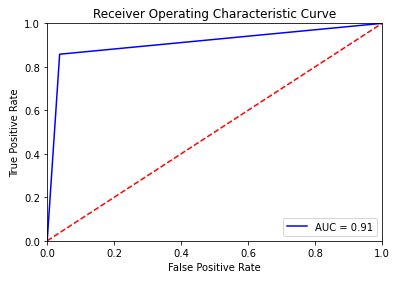 Receiver Operating Characteristic Curve
1.0
0.8
0.6
0.4
0.2
0.0
True Positive Rate
AUC = 0.91
0.0 0.2 0.4 0.6 0.8 1.0
False Positive Rate